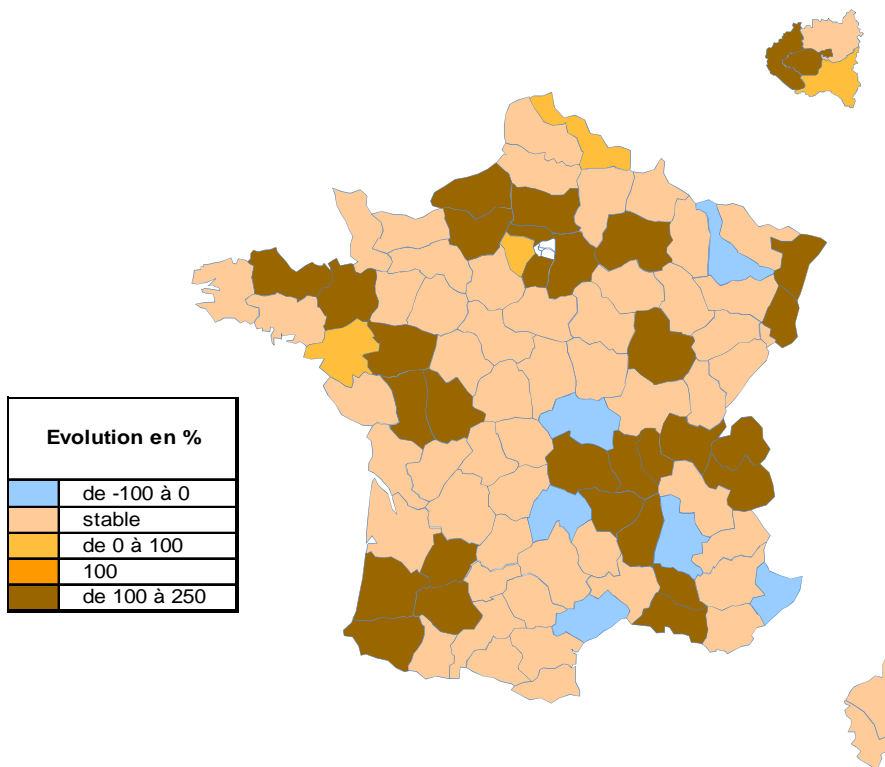 Evolution en %
de -100 à 0
stable
de 0 à 100
100
de 100 à 250